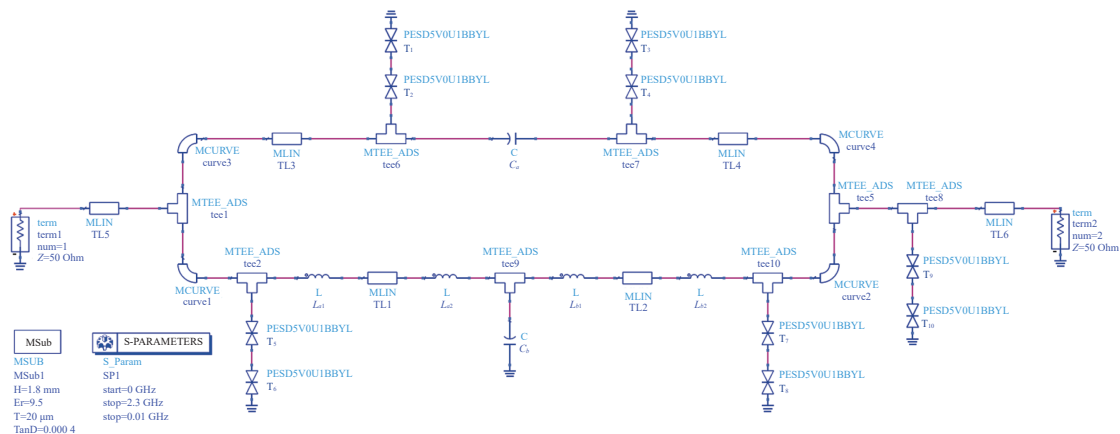 PESD5V0U1BBYL
T₁
PESD5V0U1BBYL
T₂
PESD5V0U1BBYL
T₃
PESD5V0U1BBYL
T₄
MCURVE
curve3
MLIN
TL3
MTEE_ADS
tee6
C
Cₐ
MTEE_ADS
tee7
MLIN
TL4
MCURVE
curve4
term
term1
num=1
Z=50 Ohm
MLIN
TL5
MTEE_ADS
tee1
MTEE_ADS
tee5
MTEE_ADS
tee8
MLIN
TL6
term
term2
num=2
Z=50 Ohm
MCURVE
curve1
MTEE_ADS
tee2
L
Lₐ₁
MLIN
TL1
L
Lₐ₂
MTEE_ADS
tee9
L
L_b1
MLIN
TL2
L
L_b2
MTEE_ADS
tee10
MCURVE
curve2
PESD5V0U1BBYL
T₉
PESD5V0U1BBYL
T₁₀
PESD5V0U1BBYL
T₅
PESD5V0U1BBYL
T₆
C
C_b
PESD5V0U1BBYL
T₇
PESD5V0U1BBYL
T₈
MSub
MSUB
MSub1
H=1.8 mm
Er=9.5
T=20 μm
TanD=0.000 4
S-PARAMETERS
S_Param
SP1
start=0 GHz
stop=2.3 GHz
stop=0.01 GHz